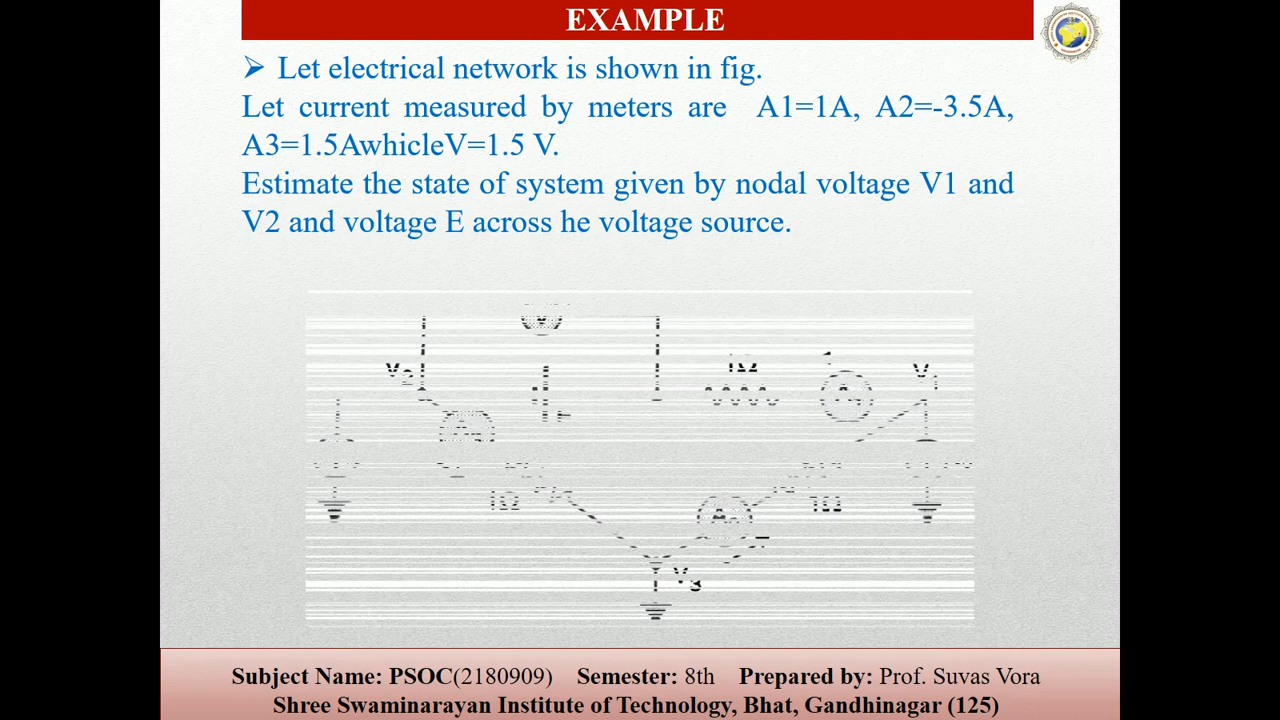 EXAMPLE
➢ Let electrical network is shown in fig.
Let current measured by meters are A1=1A, A2=-3.5A,
A3=1.5AwhicleV=1.5 V.
Estimate the state of system given by nodal voltage V1 and
V2 and voltage E across he voltage source.
V
V2 1Ω V1
A
1Ω 1Ω
V3
Subject Name: PSOC(2180909) Semester: 8th Prepared by: Prof. Suvas Vora
Shree Swaminarayan Institute of Technology, Bhat, Gandhinagar (125)